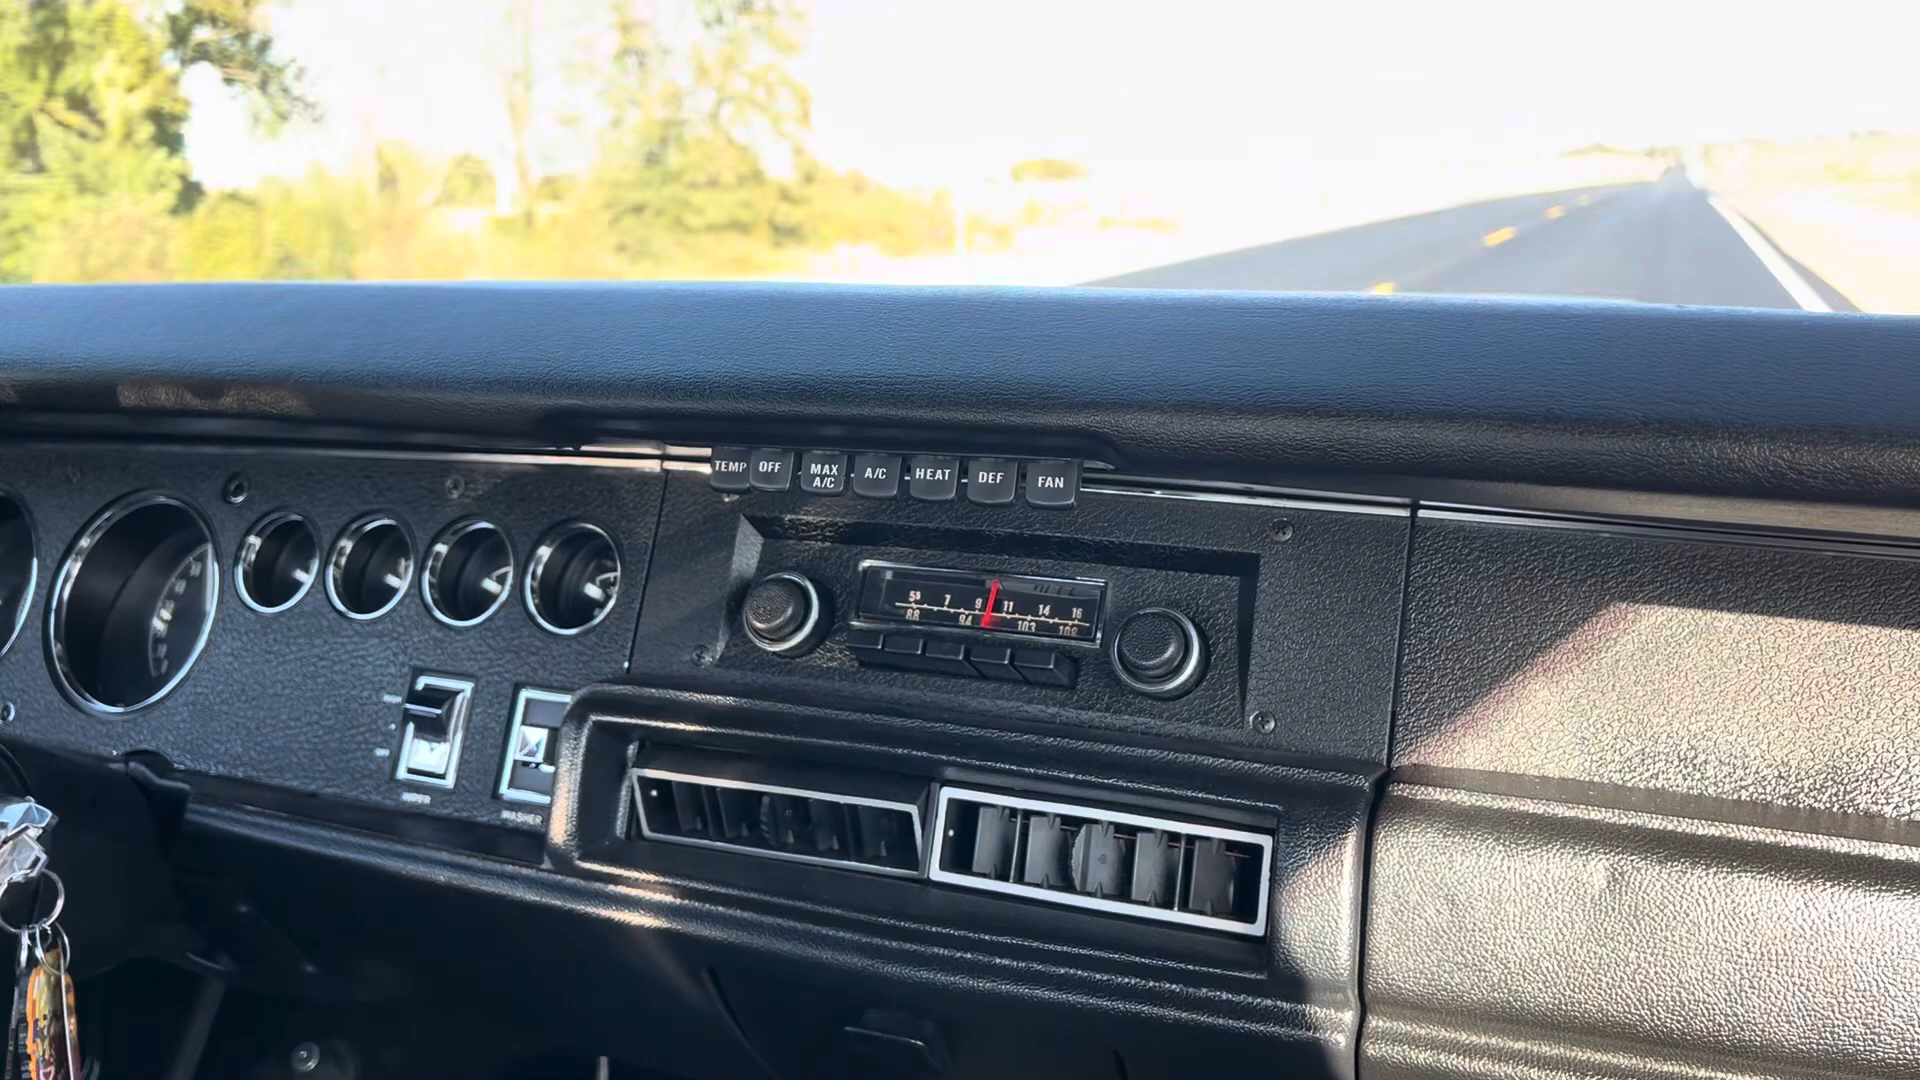 TEMP
OFF
MAX
A/C
A/C
HEAT
DEF
FAN
5⁵ 7 9 11 14 16
88 94 103 108
WIPER
WASHER